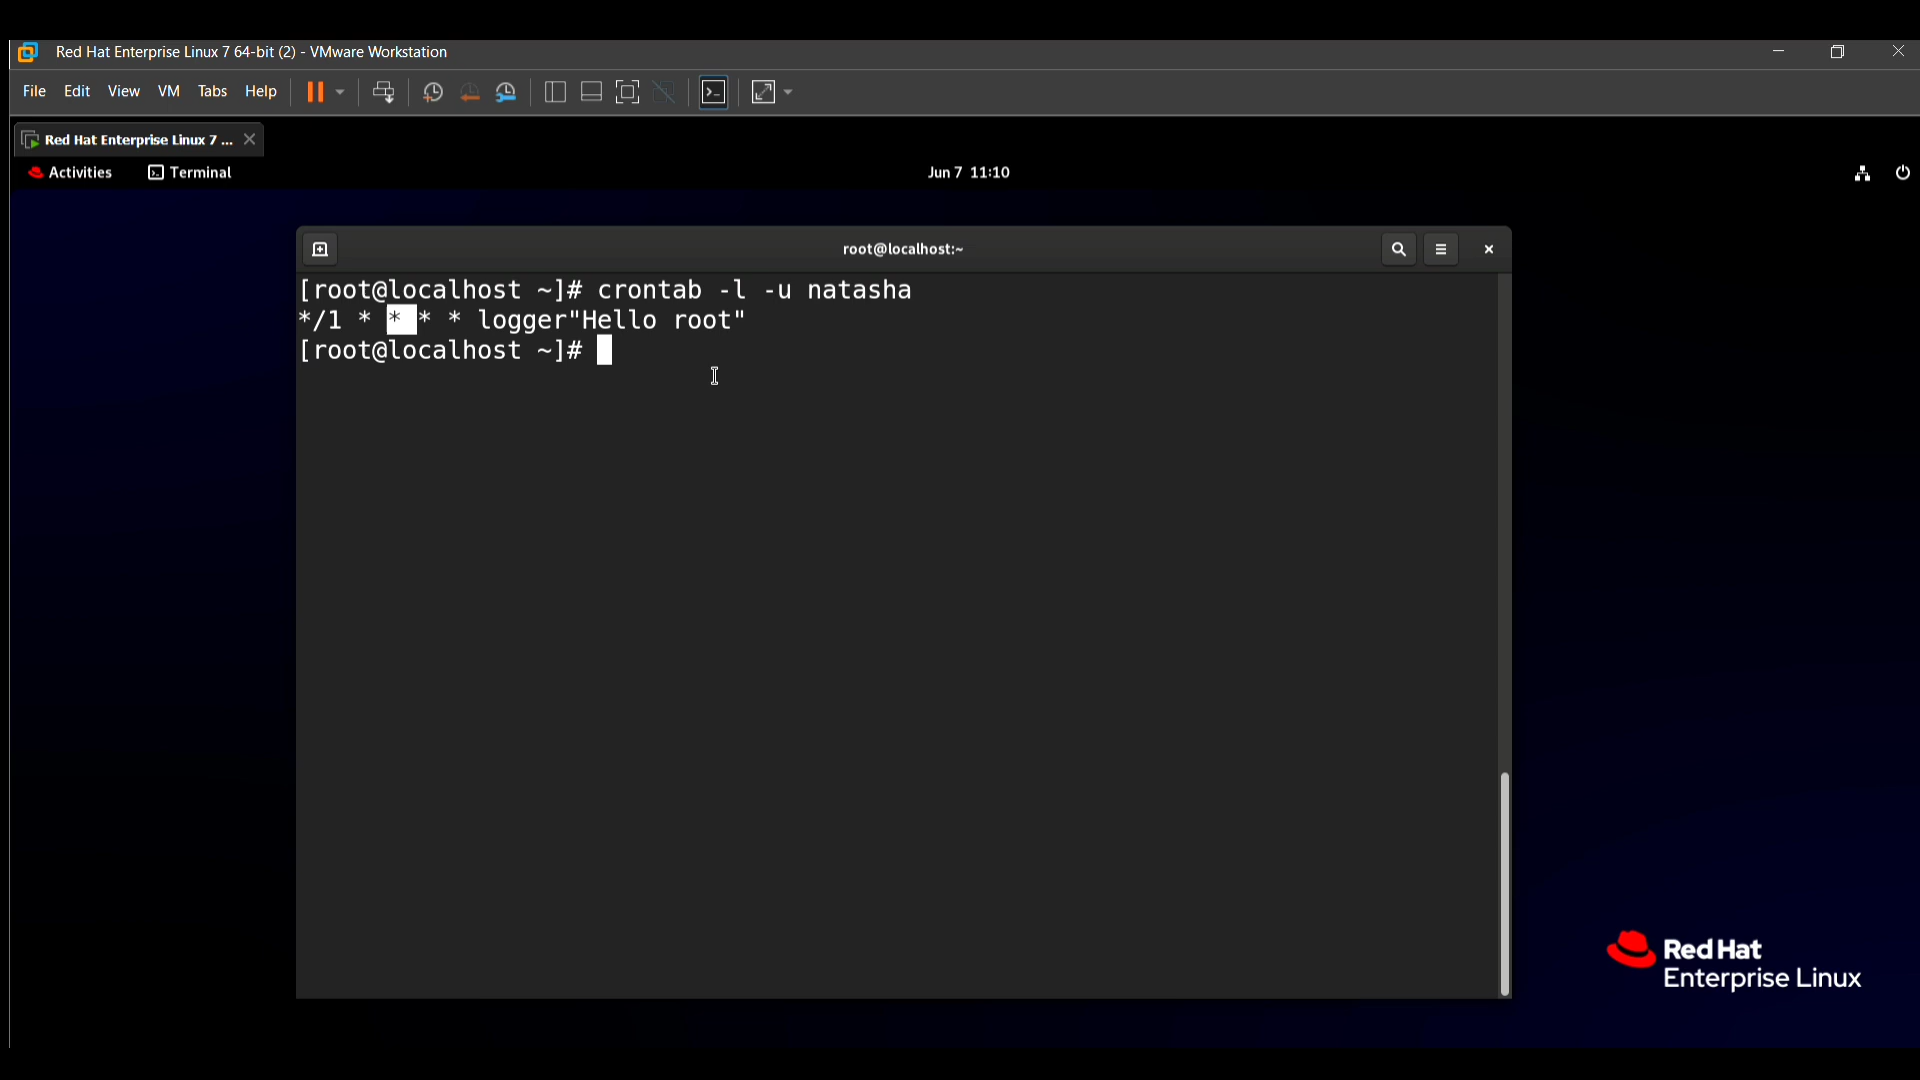 Red Hat Enterprise Linux 7 64-bit (2) - VMware Workstation
File Edit View VM Tabs Help
Red Hat Enterprise Linux 7 ...
Activities Terminal Jun 7 11:10
root@localhost:~
[root@localhost ~]# crontab -l -u natasha
*/1 * * * * logger"Hello root"
[root@localhost ~]#
Red Hat
Enterprise Linux